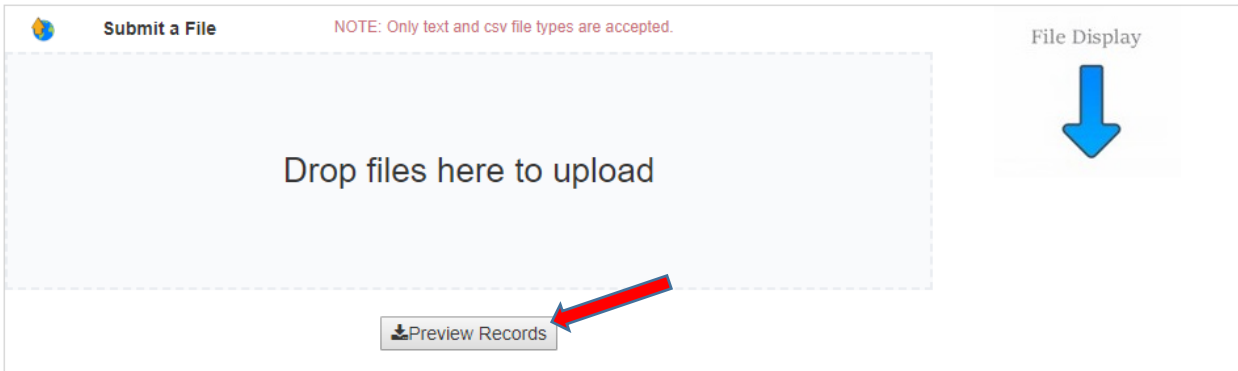 Submit a File
NOTE: Only text and csv file types are accepted.
File Display
Drop files here to upload
Preview Records